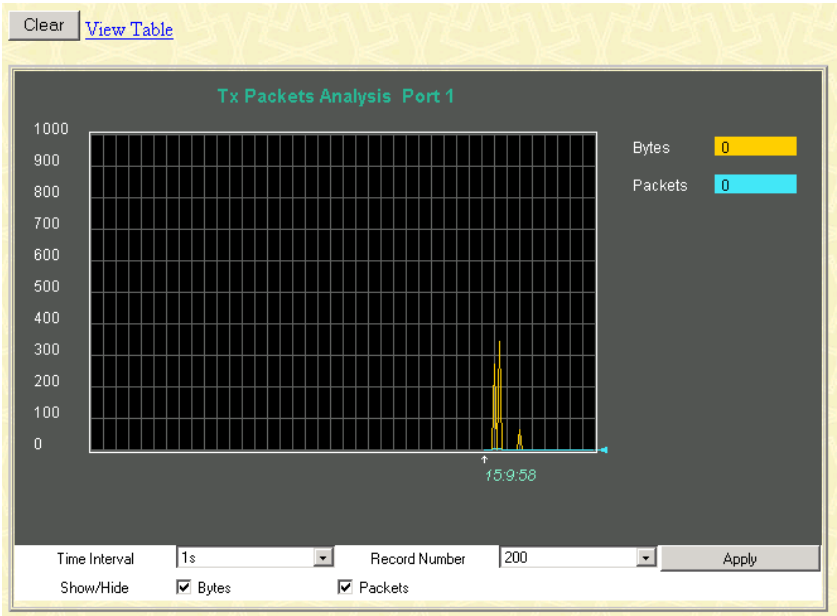 Clear View Table
Tx Packets Analysis Port 1
1000
900
800
700
600
500
400
300
200
100
0
15:9:58
Bytes 0
Packets 0
Time Interval 1s Record Number 200 Apply
Show/Hide Bytes Packets